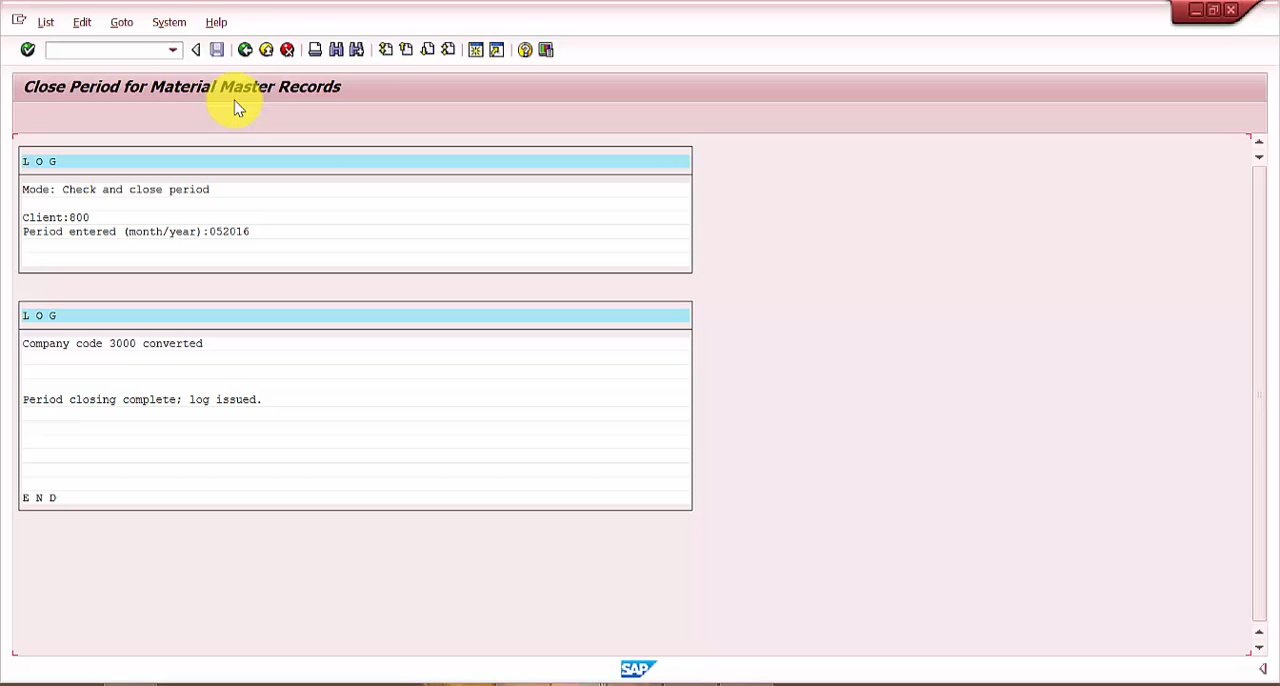 List Edit Goto System Help
Close Period for Material Master Records
L O G
Mode: Check and close period
Client:800
Period entered (month/year):052016
L O G
Company code 3000 converted
Period closing complete; log issued.
E N D
SAP